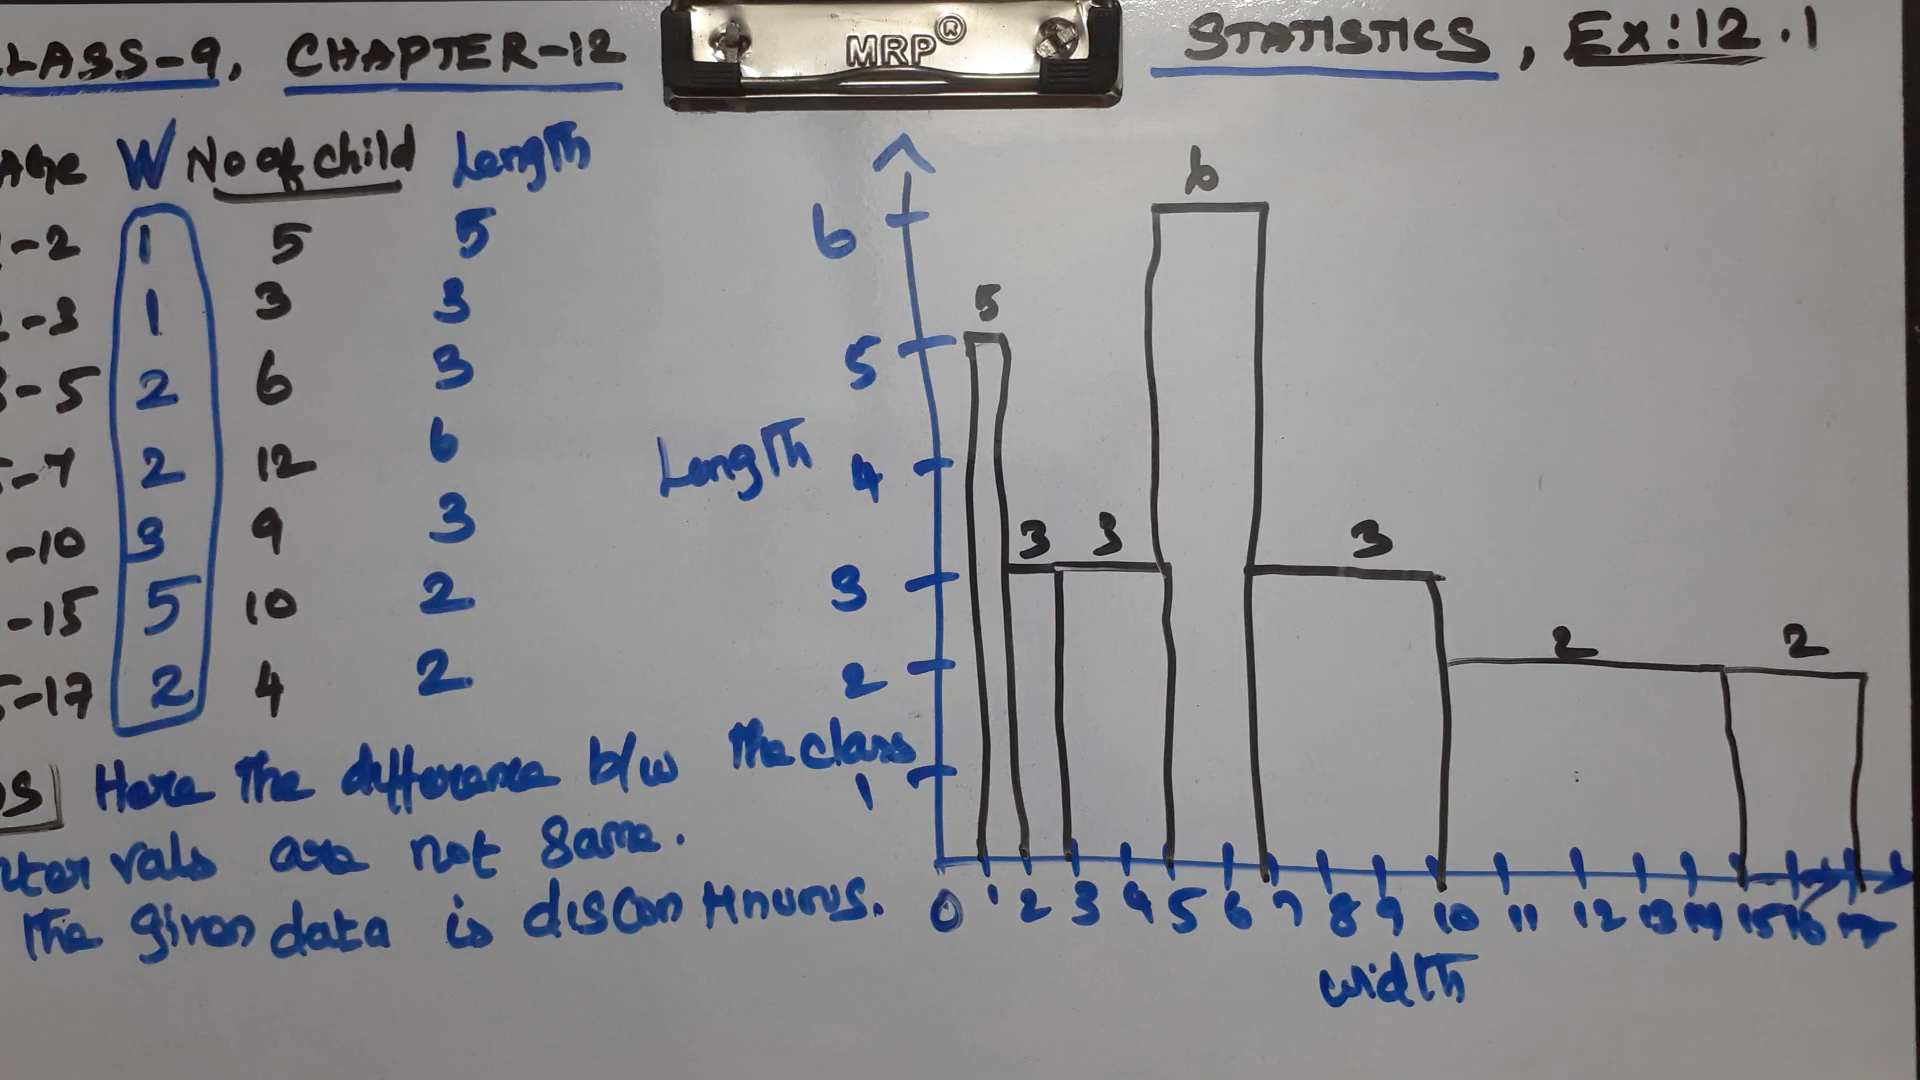 LASS-9, CHAPTER-12
MRP®
STATISTICS, EX:12.1
Age W No of child Length
-2 1 5 5
-3 1 3 3
-5 2 6 3
-7 2 12 6
-10 3 9 3
-15 5 10 2
-17 2 4 2
Here the difference b/w the class
vals are not same.
The given data is discontinuous.
6
5
Length 4
3
2
1
5
3 3
6
3
2
2
0 1 2 3 4 5 6 7 8 9 10 11 12 13 14 15 16 17
width